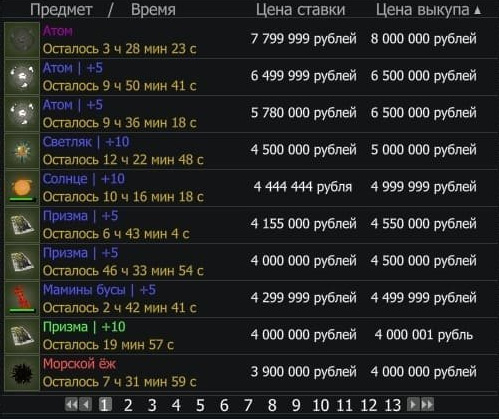 Предмет / Время Цена ставки Цена выкупа ▲
Атом
Осталось 3 ч 28 мин 23 с 7 799 999 рублей 8 000 000 рублей
Атом | +5
Осталось 9 ч 50 мин 41 с 6 499 999 рублей 6 500 000 рублей
Атом | +5
Осталось 9 ч 36 мин 18 с 5 780 000 рублей 6 500 000 рублей
Светляк | +10
Осталось 12 ч 22 мин 48 с 4 500 000 рублей 5 000 000 рублей
Солнце | +10
Осталось 10 ч 16 мин 18 с 4 444 444 рубля 4 999 999 рублей
Призма | +5
Осталось 6 ч 43 мин 4 с 4 155 000 рублей 4 550 000 рублей
Призма | +5
Осталось 46 ч 33 мин 54 с 4 000 000 рублей 4 500 000 рублей
Мамины бусы | +5
Осталось 2 ч 42 мин 41 с 4 299 999 рублей 4 499 999 рублей
Призма | +10
Осталось 19 мин 57 с 4 000 000 рублей 4 000 001 рубль
Морской ёж
Осталось 7 ч 31 мин 59 с 3 900 000 рублей 4 000 000 рублей
1 2 3 4 5 6 7 8 9 10 11 12 13